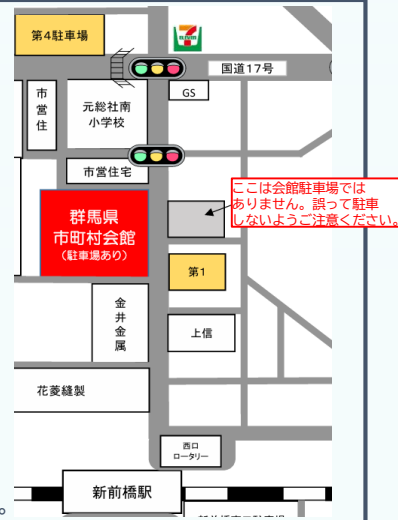 第4駐車場
国道17号
GS
市
営
住
元総社南
小学校
市営住宅
ここは会館駐車場では
ありません。誤って駐車
しないようご注意ください。
群馬県
市町村会館
(駐車場あり)
第1
金
井
金
属
上信
花菱縫製
西口
ロータリー
新前橋駅
。